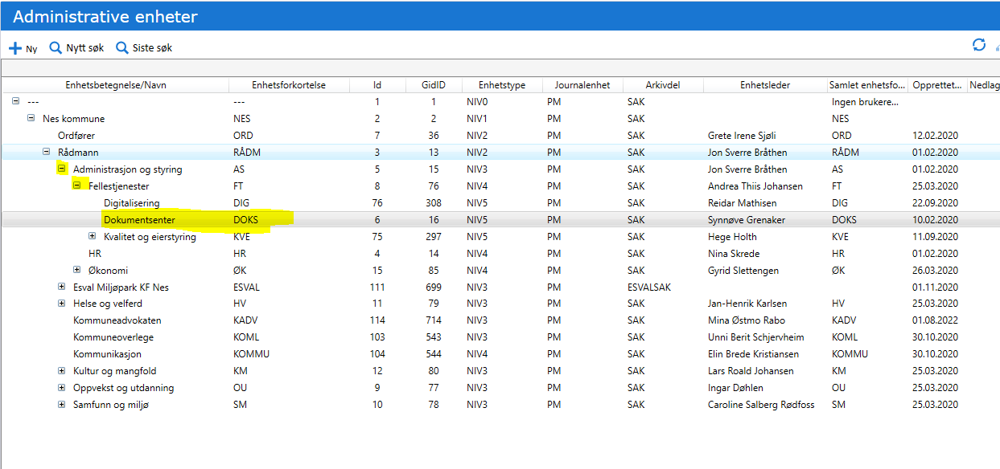 Administrative enheter
Ny Nytt søk Siste søk
Enhetsbetegnelse/Navn Enhetsforkortelse Id GidID Enhetstype Journalenhet Arkivdel Enhetsleder Samlet enhetsfo... Opprettet... Nedlag
--- --- 1 1 NIV0 PM SAK Ingen brukere...
Nes kommune NES 2 2 NIV1 PM SAK NES
Ordfører ORD 7 36 NIV2 PM SAK Grete Irene Sjøli ORD 12.02.2020
Rådmann RÅDM 3 13 NIV2 PM SAK Jon Sverre Bråthen RÅDM 01.02.2020
Administrasjon og styring AS 5 15 NIV3 PM SAK Jon Sverre Bråthen AS 01.02.2020
Fellestjenester FT 8 76 NIV4 PM SAK Andrea Thiis Johansen FT 25.03.2020
Digitalisering DIG 76 308 NIV5 PM SAK Reidar Mathisen DIG 22.09.2020
Dokumentsenter DOKS 6 16 NIV5 PM SAK Synnøve Grenaker DOKS 10.02.2020
Kvalitet og eierstyring KVE 75 297 NIV5 PM SAK Hege Holth KVE 11.09.2020
HR HR 4 14 NIV4 PM SAK Nina Skrede HR 01.02.2020
Økonomi ØK 15 85 NIV4 PM SAK Gyrid Slettengen ØK 26.03.2020
Esval Miljøpark KF Nes ESVAL 111 699 NIV3 PM ESVALSAK 01.11.2020
Helse og velferd HV 11 79 NIV3 PM SAK Jan-Henrik Karlsen HV 25.03.2020
Kommuneadvokaten KADV 114 714 NIV3 PM SAK Mina Østmo Rabo KADV 01.08.2022
Kommuneoverlege KOML 103 543 NIV3 PM SAK Unni Berit Schjervheim KOML 30.10.2020
Kommunikasjon KOMMU 104 544 NIV4 PM SAK Elin Brede Kristiansen KOMMU 30.10.2020
Kultur og mangfold KM 12 80 NIV3 PM SAK Lars Roald Johansen KM 25.03.2020
Oppvekst og utdanning OU 9 77 NIV3 PM SAK Ingar Døhlen OU 25.03.2020
Samfunn og miljø SM 10 78 NIV3 PM SAK Caroline Salberg Rødfoss SM 25.03.2020